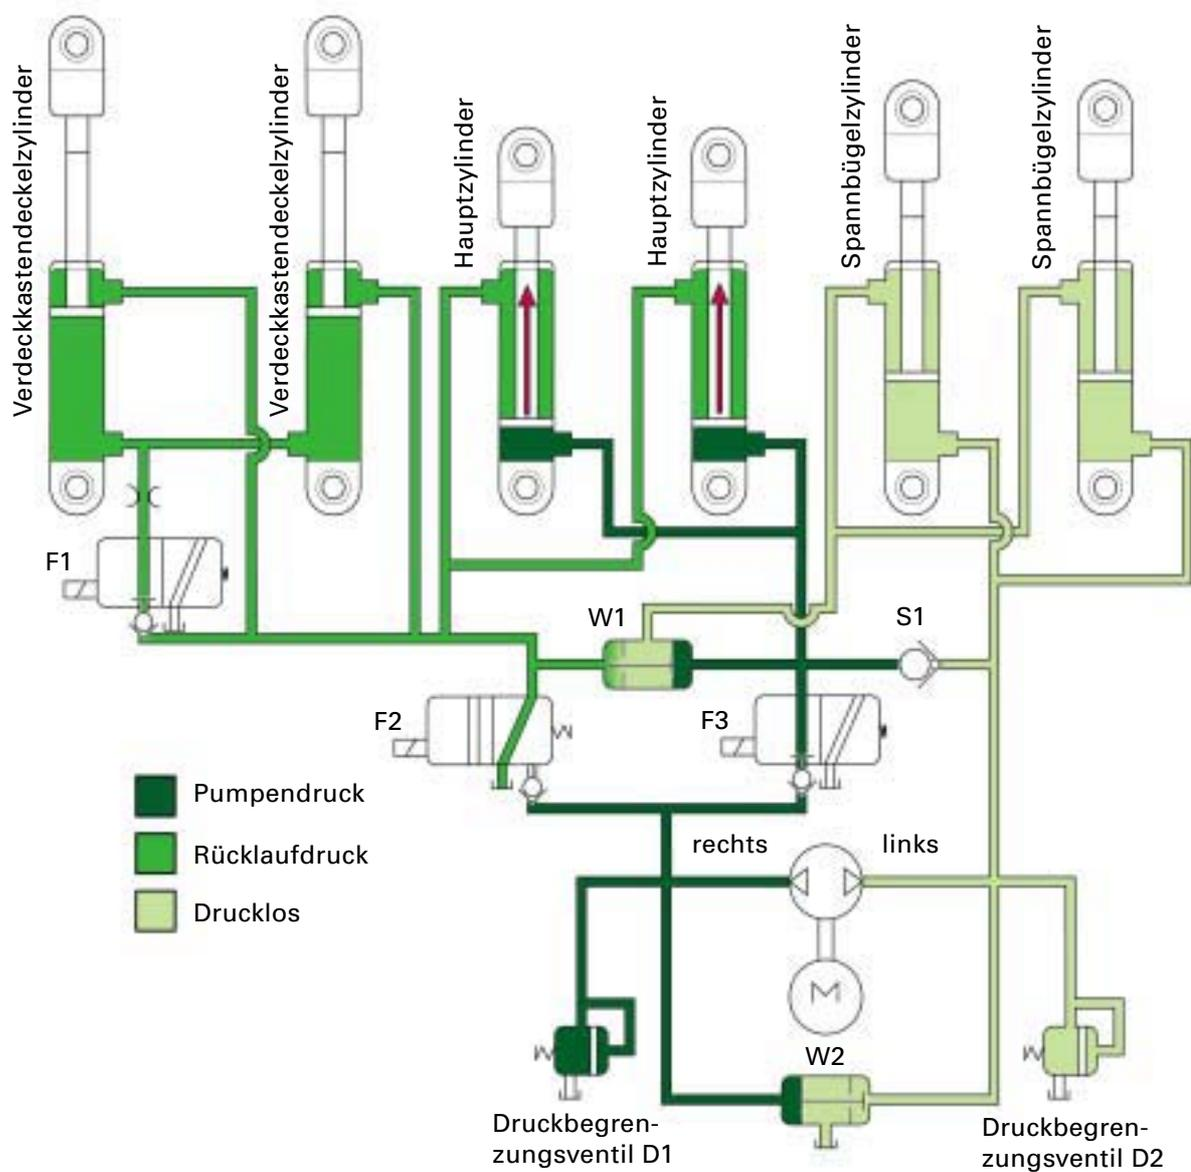 Verdeckkastendeckelzylinder
Verdeckkastendeckelzylinder
Hauptzylinder
Hauptzylinder
Spannbügelzylinder
Spannbügelzylinder
F1
W1
S1
F2
F3
Pumpendruck
Rücklaufdruck
Drucklos
rechts
links
M
W2
Druckbegren-
zungsventil D1
Druckbegren-
zungsventil D2